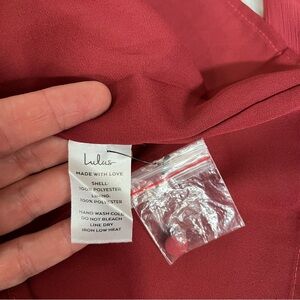 Lulus
MADE WITH LOVE
SHELL:
100% POLYESTER
LINING:
100% POLYESTER
HAND WASH COLD
DO NOT BLEACH
LINE DRY
IRON LOW HEAT